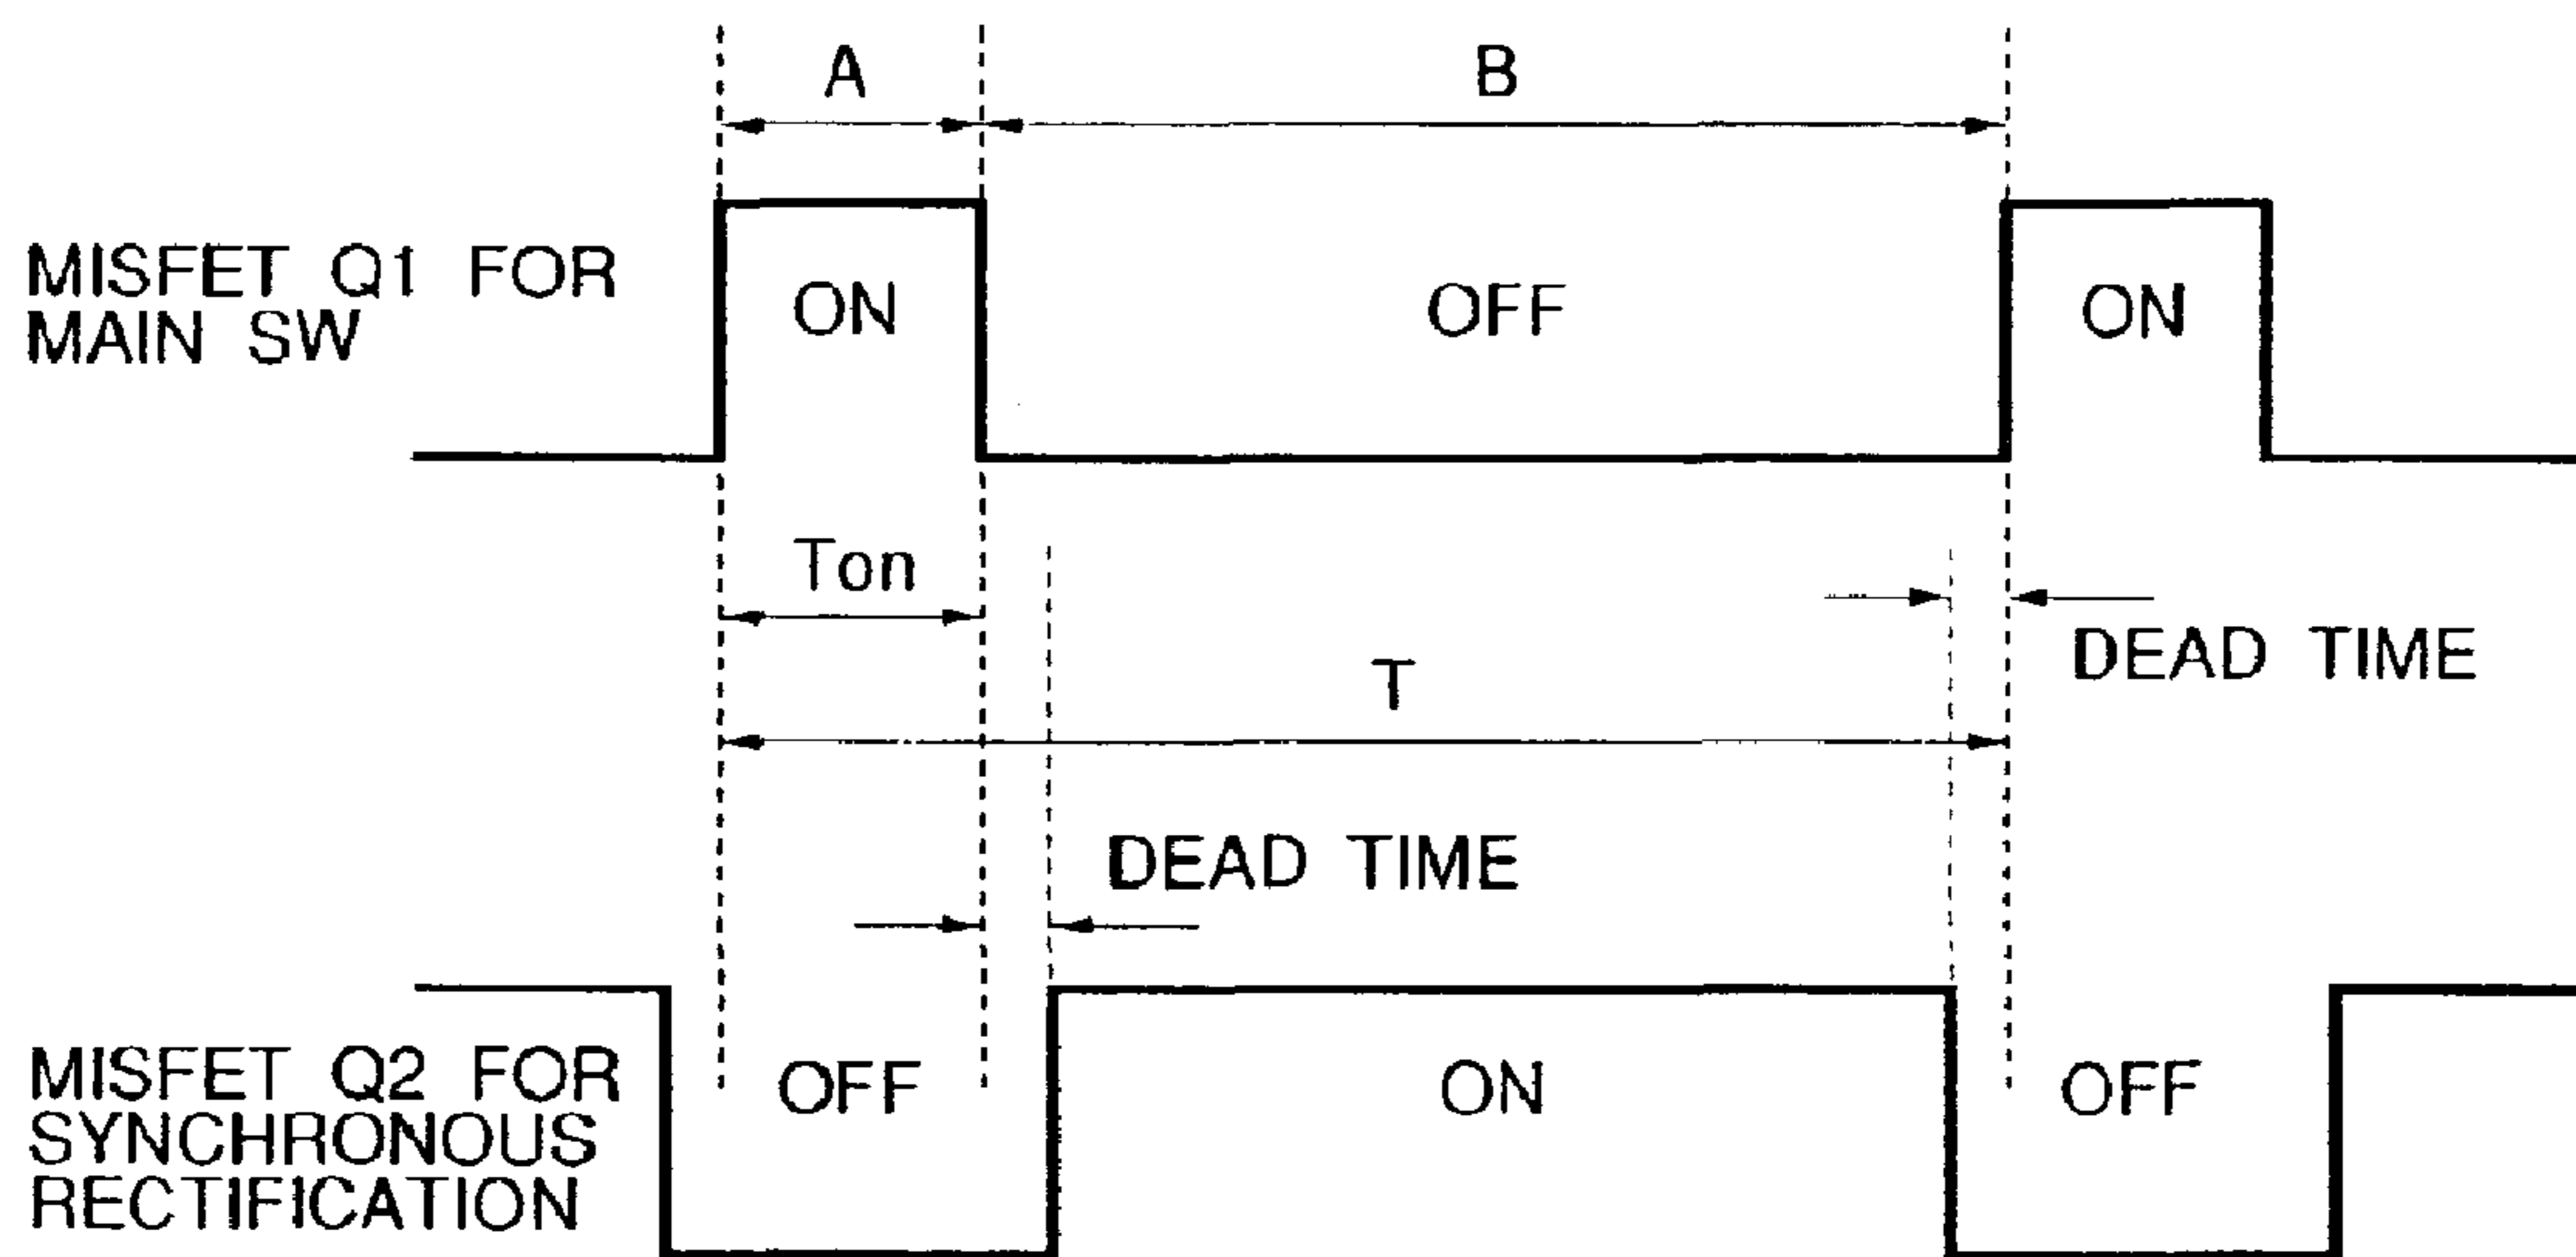 A
B
MISFET Q1 FOR
MAIN SW
ON
OFF
ON
Ton
DEAD TIME
T
DEAD TIME
MISFET Q2 FOR
SYNCHRONOUS
RECTIFICATION
OFF
ON
OFF